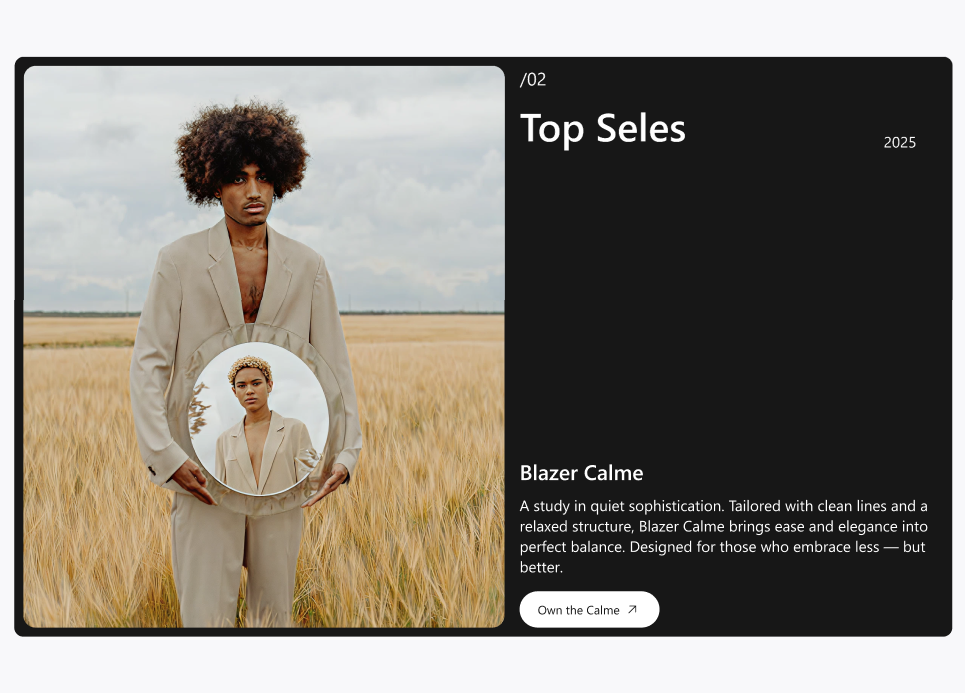 /02
Top Seles
2025
Blazer Calme
A study in quiet sophistication. Tailored with clean lines and a
relaxed structure, Blazer Calme brings ease and elegance into
perfect balance. Designed for those who embrace less — but
better.
Own the Calme